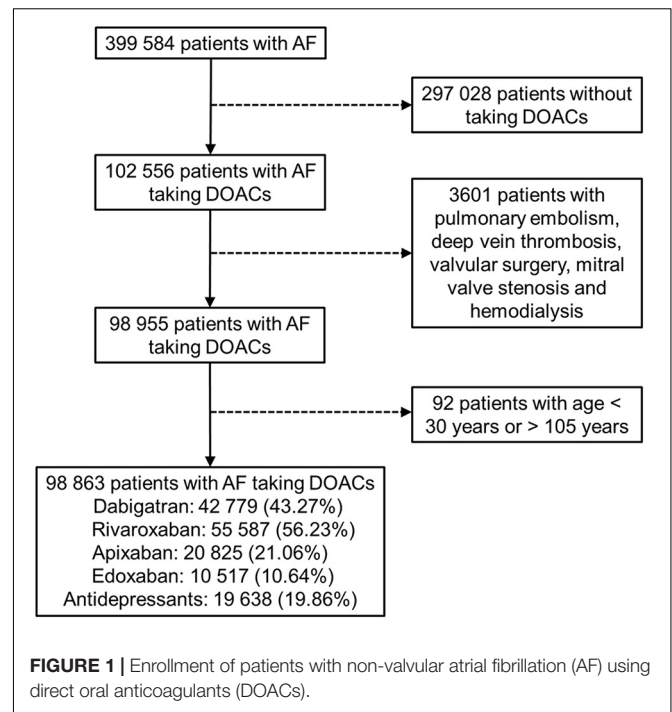 399 584 patients with AF
297 028 patients without
taking DOACs
102 556 patients with AF
taking DOACs
3601 patients with
pulmonary embolism,
deep vein thrombosis,
valvular surgery, mitral
valve stenosis and
hemodialysis
98 955 patients with AF
taking DOACs
92 patients with age <
30 years or > 105 years
98 863 patients with AF taking DOACs
Dabigatran: 42 779 (43.27%)
Rivaroxaban: 55 587 (56.23%)
Apixaban: 20 825 (21.06%)
Edoxaban: 10 517 (10.64%)
Antidepressants: 19 638 (19.86%)
FIGURE 1 | Enrollment of patients with non-valvular atrial fibrillation (AF) using
direct oral anticoagulants (DOACs).